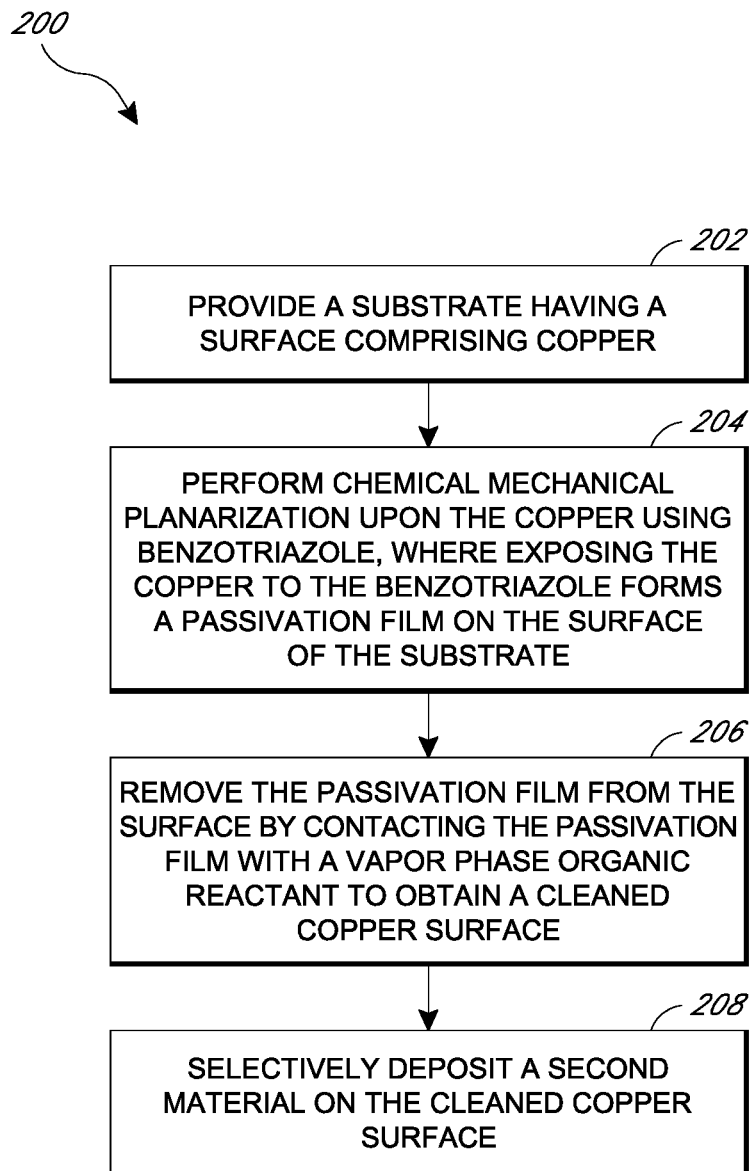 200
202
PROVIDE A SUBSTRATE HAVING A
SURFACE COMPRISING COPPER
204
PERFORM CHEMICAL MECHANICAL
PLANARIZATION UPON THE COPPER USING
BENZOTRIAZOLE, WHERE EXPOSING THE
COPPER TO THE BENZOTRIAZOLE FORMS
A PASSIVATION FILM ON THE SURFACE
OF THE SUBSTRATE
206
REMOVE THE PASSIVATION FILM FROM THE
SURFACE BY CONTACTING THE PASSIVATION
FILM WITH A VAPOR PHASE ORGANIC
REACTANT TO OBTAIN A CLEANED
COPPER SURFACE
208
SELECTIVELY DEPOSIT A SECOND
MATERIAL ON THE CLEANED COPPER
SURFACE